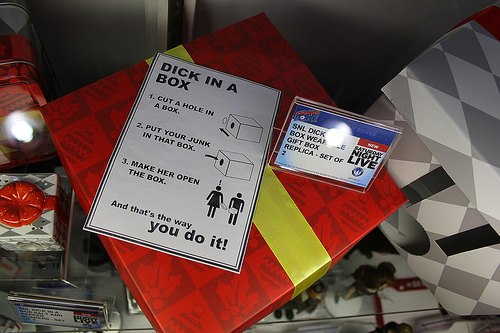 DICK IN A
BOX
1. CUT A HOLE IN
A BOX.
2. PUT YOUR JUNK
IN THAT BOX.
3. MAKE HER OPEN
THE BOX.
And that's the way
you do it!
SNL DICK
BOX
GIFT BOX
REPLICA - SET OF
2
NEW
SATURDAY
NIGHT
LIVE